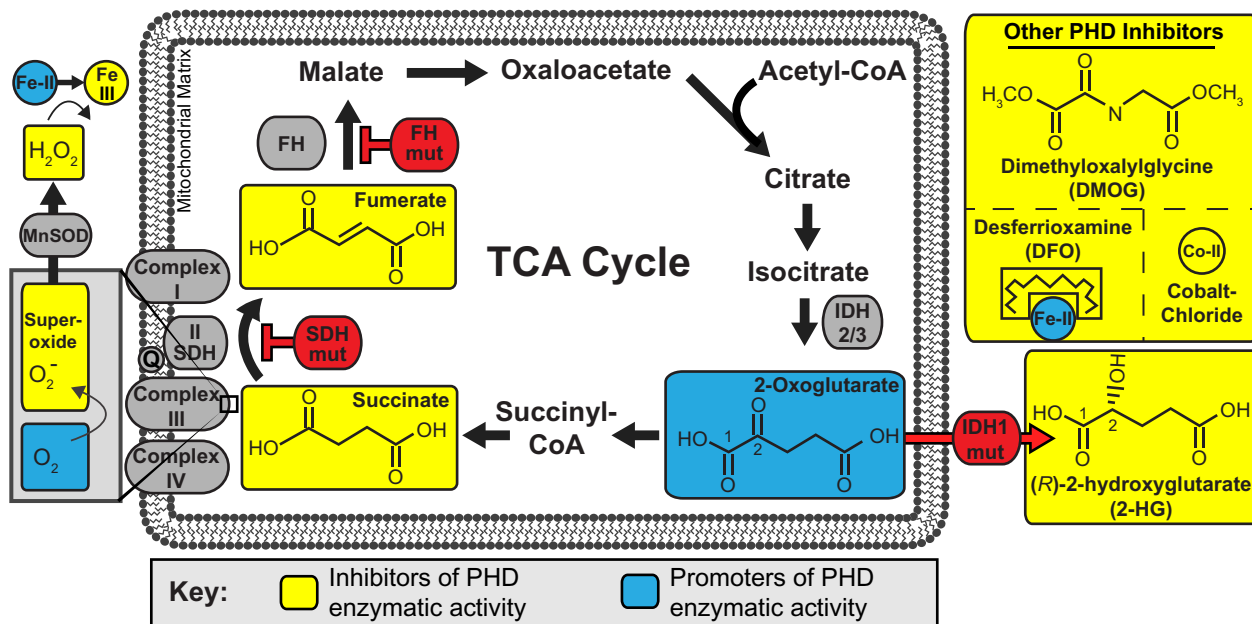 Mitochondrial Matrix
Fe-II
Fe
III
H2O2
MnSOD
Super-
oxide
O2-
O2
Complex
I
II
SDH
Q
Complex
III
Complex
IV
Malate
Oxaloacetate
Acetyl-CoA
FH
FH
mut
Citrate
Fumerate
HO
O
O
OH
TCA Cycle
Isocitrate
IDH
2/3
SDH
mut
Succinate
HO
O
O
OH
Succinyl-
CoA
2-Oxoglutarate
O
HO
1
2
O
O
OH
IDH1
mut
Other PHD Inhibitors
O
H3CO
O
N
O
OCH3
Dimethyloxalylglycine
(DMOG)
Desferrioxamine
(DFO)
Fe-II
Co-II
Cobalt-
Chloride
OH
HO
1
2
O
O
OH
(R)-2-hydroxyglutarate
(2-HG)
Key:
Inhibitors of PHD
enzymatic activity
Promoters of PHD
enzymatic activity